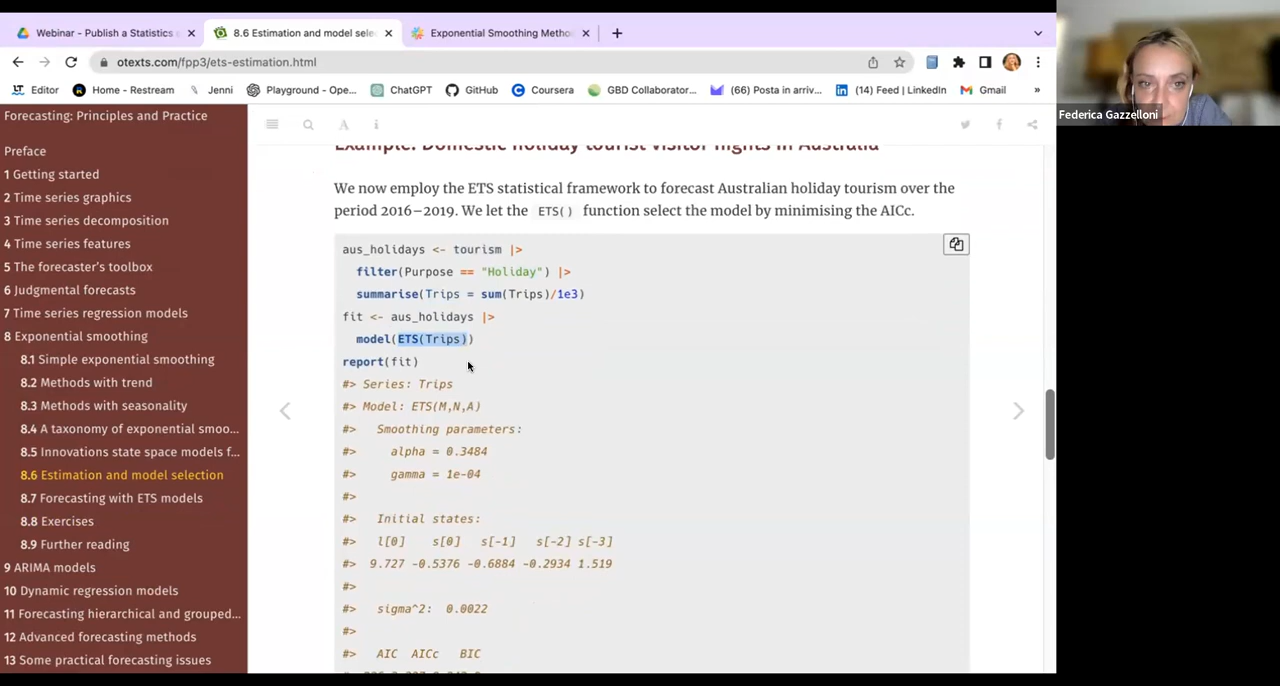 Webinar - Publish a Statistics
8.6 Estimation and model sele
Exponential Smoothing Metho
otexts.com/fpp3/ets-estimation.html
Editor
Home - Restream
Jenni
Playground - Ope...
ChatGPT
GitHub
Coursera
GBD Collaborator...
(66) Posta in arriv...
(14) Feed | LinkedIn
Gmail
»
Federica Gazzelloni
Forecasting: Principles and Practice
Preface
1 Getting started
2 Time series graphics
3 Time series decomposition
4 Time series features
5 The forecaster's toolbox
6 Judgmental forecasts
7 Time series regression models
8 Exponential smoothing
8.1 Simple exponential smoothing
8.2 Methods with trend
8.3 Methods with seasonality
8.4 A taxonomy of exponential smoo...
8.5 Innovations state space models f...
8.6 Estimation and model selection
8.7 Forecasting with ETS models
8.8 Exercises
8.9 Further reading
9 ARIMA models
10 Dynamic regression models
11 Forecasting hierarchical and grouped...
12 Advanced forecasting methods
13 Some practical forecasting issues
Example: Domestic holiday tourist visitor nights in Australia
We now employ the ETS statistical framework to forecast Australian holiday tourism over the
period 2016–2019. We let the ETS() function select the model by minimising the AICc.
aus_holidays <- tourism |>
filter(Purpose == "Holiday") |>
summarise(Trips = sum(Trips)/1e3)
fit <- aus_holidays |>
model(ETS(Trips))
report(fit)
#> Series: Trips
#> Model: ETS(M,N,A)
#> Smoothing parameters:
#> alpha = 0.3484
#> gamma = 1e-04
#>
#> Initial states:
#> l[0] s[0] s[-1] s[-2] s[-3]
#> 9.727 -0.5376 -0.6884 -0.2934 1.519
#>
#> sigma^2: 0.0022
#>
#> AIC AICc BIC